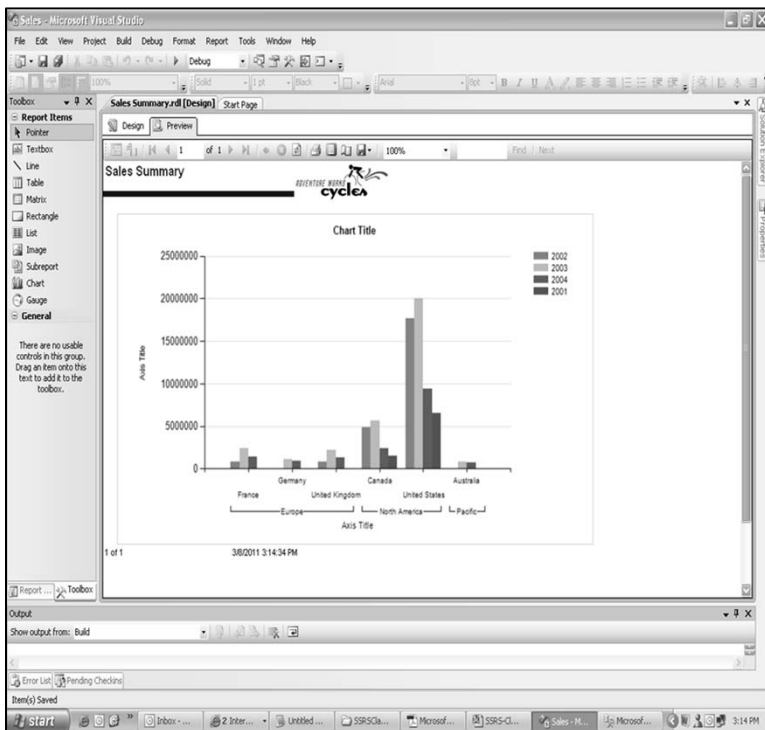 Sales - Microsoft Visual Studio
File Edit View Project Build Debug Format Report Tools Window Help
Debug
100% Solid 1 pt Black Arial 8pt B I U A
Toolbox
Sales Summary.rdl [Design] Start Page
Report Items
Pointer
Textbox
Line
Table
Matrix
Rectangle
List
Image
Subreport
Chart
Gauge
General
There are no usable
controls in this group.
Drag an item onto this
text to add it to the
toolbox.
Design Preview
1 of 1 100% Find | Next
Sales Summary
ADVENTURE WORKS
cycles
Chart Title
25000000
20000000
15000000
10000000
5000000
0
Axis Title
2002
2003
2004
2001
Germany Canada Australia
France United Kingdom United States
Europe North America Pacific
Axis Title
1 of 1 3/8/2011 3:14:34 PM
Solution Explorer
Properties
Report ... Toolbox
Output
Show output from: Build
Error List Pending Checkins
Item(s) Saved
start Inbox - ... 2 Inter... Untitled ... SSRSCla... Microsof... SSRS-Cl... Sales - M... Microsof... 3:14 PM